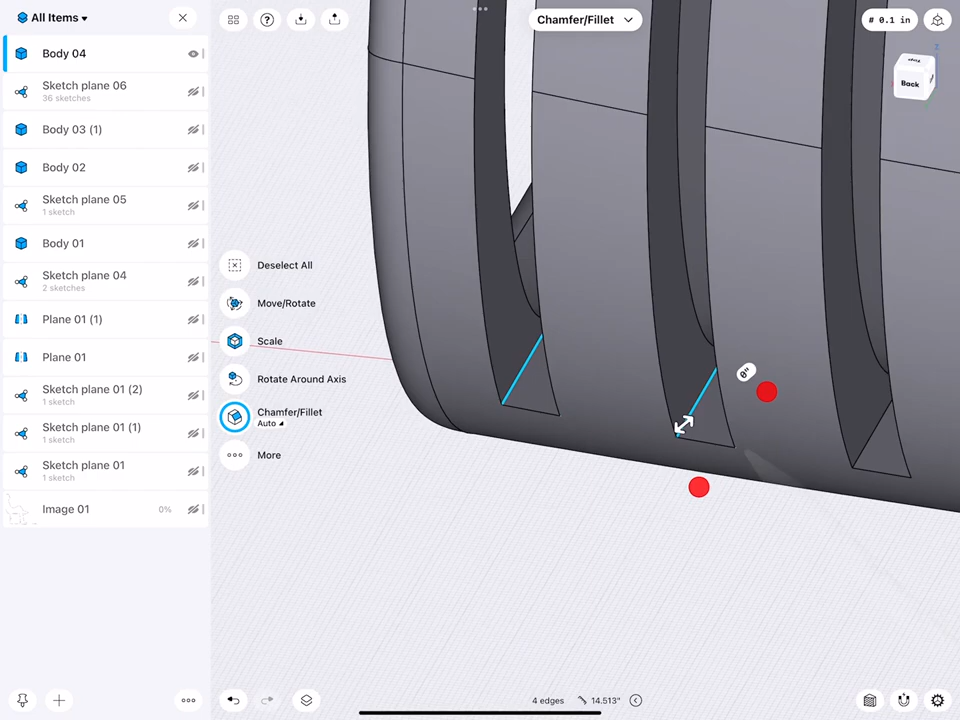 All Items
Chamfer/Fillet
# 0.1 in
Body 04
Sketch plane 06
36 sketches
Body 03 (1)
Body 02
Sketch plane 05
1 sketch
Body 01
Sketch plane 04
2 sketches
Plane 01 (1)
Plane 01
Sketch plane 01 (2)
1 sketch
Sketch plane 01 (1)
1 sketch
Sketch plane 01
1 sketch
Image 01
0%
Deselect All
Move/Rotate
Scale
Rotate Around Axis
Chamfer/Fillet
Auto
More
0"
Back
4 edges
14.513"